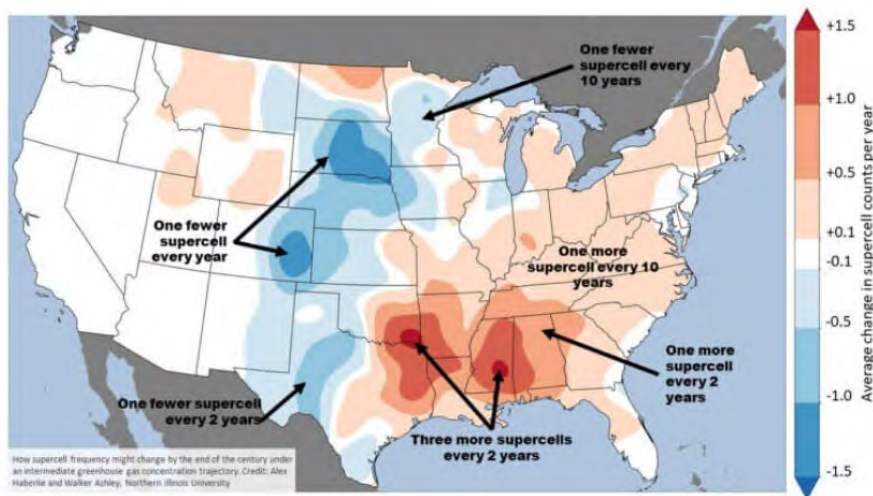 One fewer
supercell every
10 years
One fewer
supercell
every year
One more
supercell every 10
years
One more
supercell
every 2
years
One fewer supercell
every 2 years
Three more supercells
every 2 years
How supercell frequency might change by the end of the century under
an intermediate greenhouse gas concentration trajectory. Credit: Alex
Haberlie and Walker Ashley, Northern Illinois University
+1.5
+1.0
+0.5
+0.1
-0.1
-0.5
-1.0
-1.5
Average change in supercell counts per year